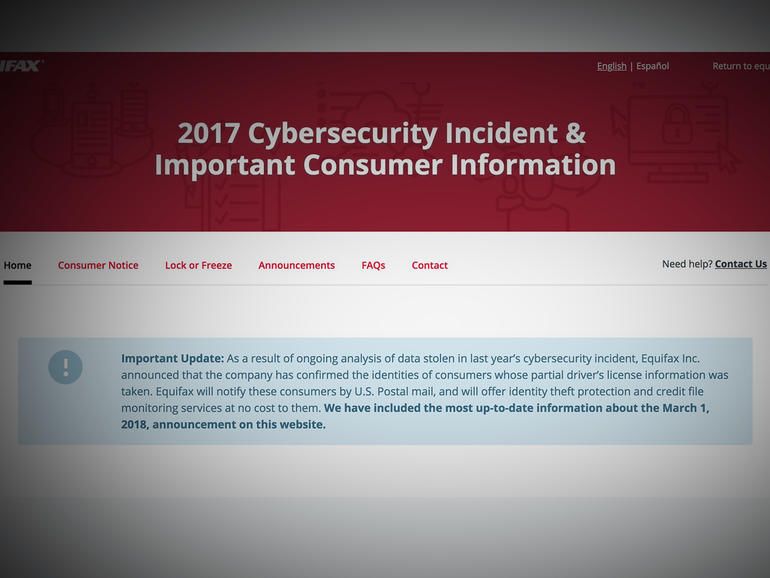 IFAX
English | Español
Return to equ
2017 Cybersecurity Incident &
Important Consumer Information
Home
Consumer Notice
Lock or Freeze
Announcements
FAQs
Contact
Need help? Contact Us
Important Update: As a result of ongoing analysis of data stolen in last year's cybersecurity incident, Equifax Inc.
announced that the company has confirmed the identities of consumers whose partial driver's license information was
taken. Equifax will notify these consumers by U.S. Postal mail, and will offer identity theft protection and credit file
monitoring services at no cost to them. We have included the most up-to-date information about the March 1,
2018, announcement on this website.